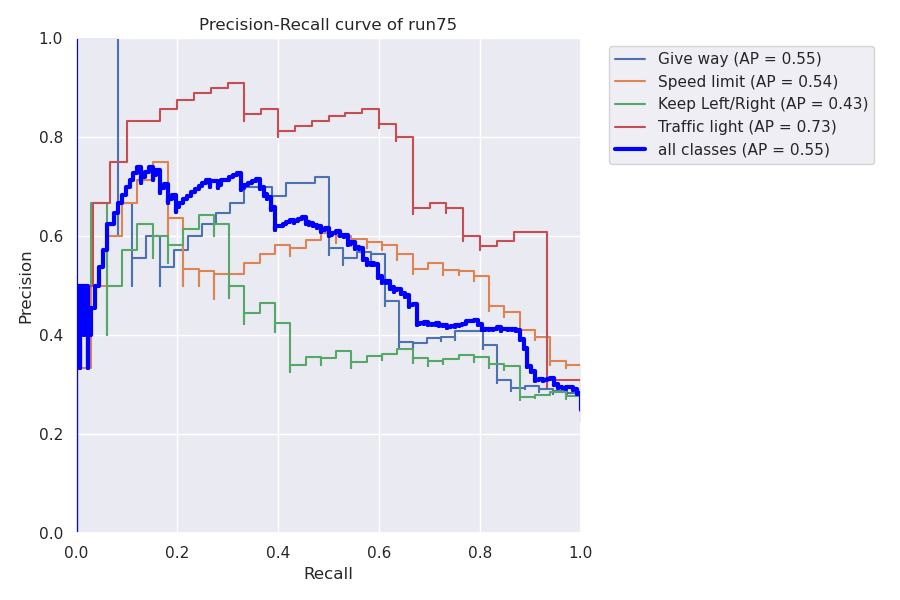 Precision-Recall curve of run75
1.0
0.8
0.6
0.4
0.2
0.0
Precision
0.0 0.2 0.4 0.6 0.8 1.0
Recall
Give way (AP = 0.55)
Speed limit (AP = 0.54)
Keep Left/Right (AP = 0.43)
Traffic light (AP = 0.73)
all classes (AP = 0.55)